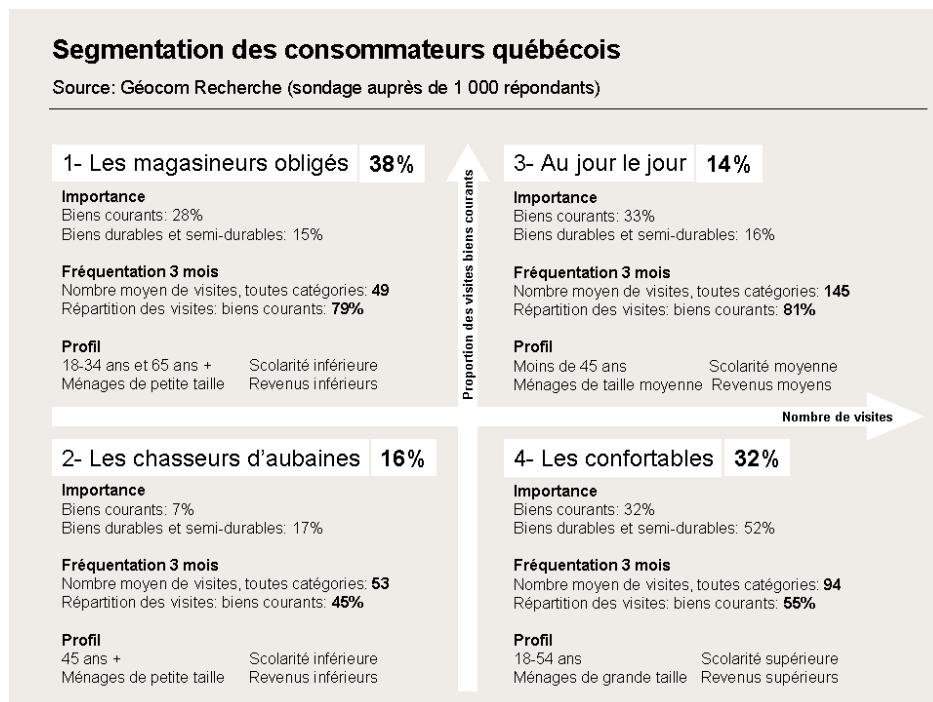 Segmentation des consommateurs québécois
Source: Géocom Recherche (sondage auprès de 1 000 répondants)
1- Les magasineurs obligés 38%
Importance
Biens courants: 28%
Biens durables et semi-durables: 15%
Fréquentation 3 mois
Nombre moyen de visites, toutes catégories: 49
Répartition des visites: biens courants: 79%
Profil
18-34 ans et 65 ans + Scolarité inférieure
Ménages de petite taille Revenus inférieurs
Proportion des visites biens courants
3- Au jour le jour 14%
Importance
Biens courants: 33%
Biens durables et semi-durables: 16%
Fréquentation 3 mois
Nombre moyen de visites, toutes catégories: 145
Répartition des visites: biens courants: 81%
Profil
Moins de 45 ans Scolarité moyenne
Ménages de taille moyenne Revenus moyens
Nombre de visites
2- Les chasseurs d'aubaines 16%
Importance
Biens courants: 7%
Biens durables et semi-durables: 17%
Fréquentation 3 mois
Nombre moyen de visites, toutes catégories: 53
Répartition des visites: biens courants: 45%
Profil
45 ans + Scolarité inférieure
Ménages de petite taille Revenus inférieurs
4- Les confortables 32%
Importance
Biens courants: 32%
Biens durables et semi-durables: 52%
Fréquentation 3 mois
Nombre moyen de visites, toutes catégories: 94
Répartition des visites: biens courants: 55%
Profil
18-54 ans Scolarité supérieure
Ménages de grande taille Revenus supérieurs